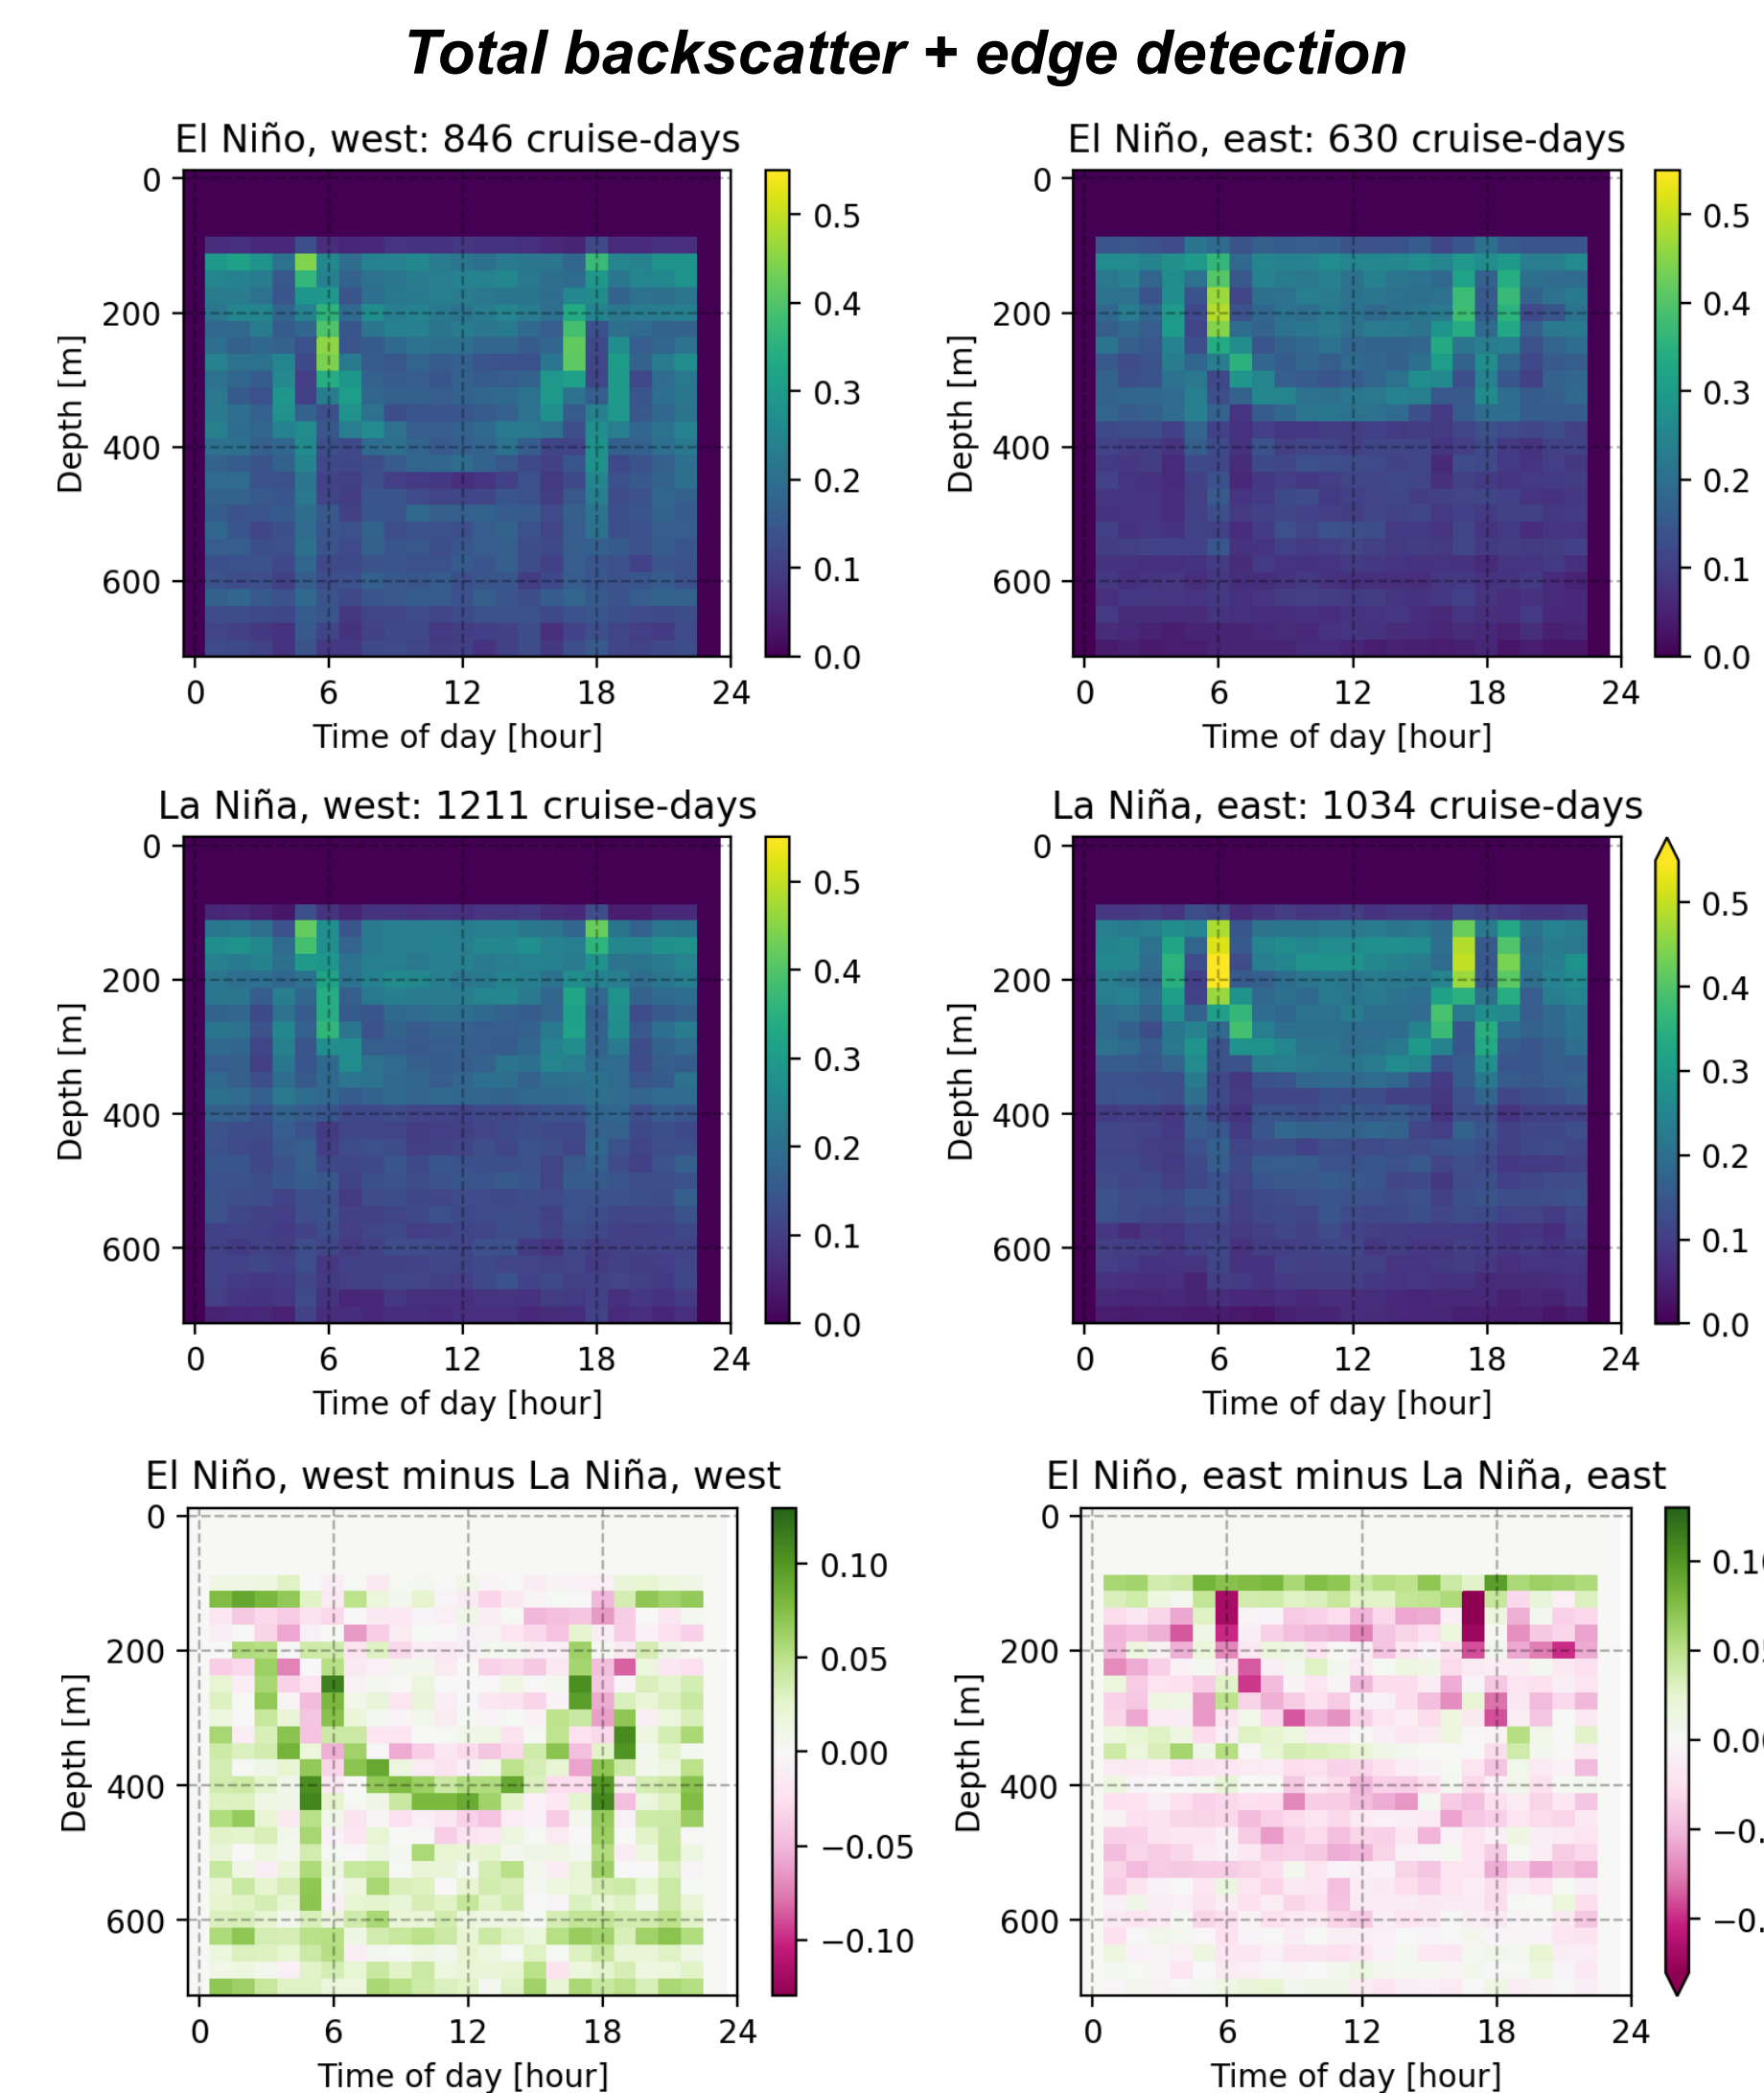 Total backscatter + edge detection
El Niño, west: 846 cruise-days
0
200
400
600
Depth [m]
0 6 12 18 24
Time of day [hour]
0.5
0.4
0.3
0.2
0.1
0.0
El Niño, east: 630 cruise-days
0
200
400
600
Depth [m]
0 6 12 18 24
Time of day [hour]
0.5
0.4
0.3
0.2
0.1
0.0
La Niña, west: 1211 cruise-days
0
200
400
600
Depth [m]
0 6 12 18 24
Time of day [hour]
0.5
0.4
0.3
0.2
0.1
0.0
La Niña, east: 1034 cruise-days
0
200
400
600
Depth [m]
0 6 12 18 24
Time of day [hour]
0.5
0.4
0.3
0.2
0.1
0.0
El Niño, west minus La Niña, west
0
200
400
600
Depth [m]
0 6 12 18 24
Time of day [hour]
0.10
0.05
0.00
−0.05
−0.10
El Niño, east minus La Niña, east
0
200
400
600
Depth [m]
0 6 12 18 24
Time of day [hour]